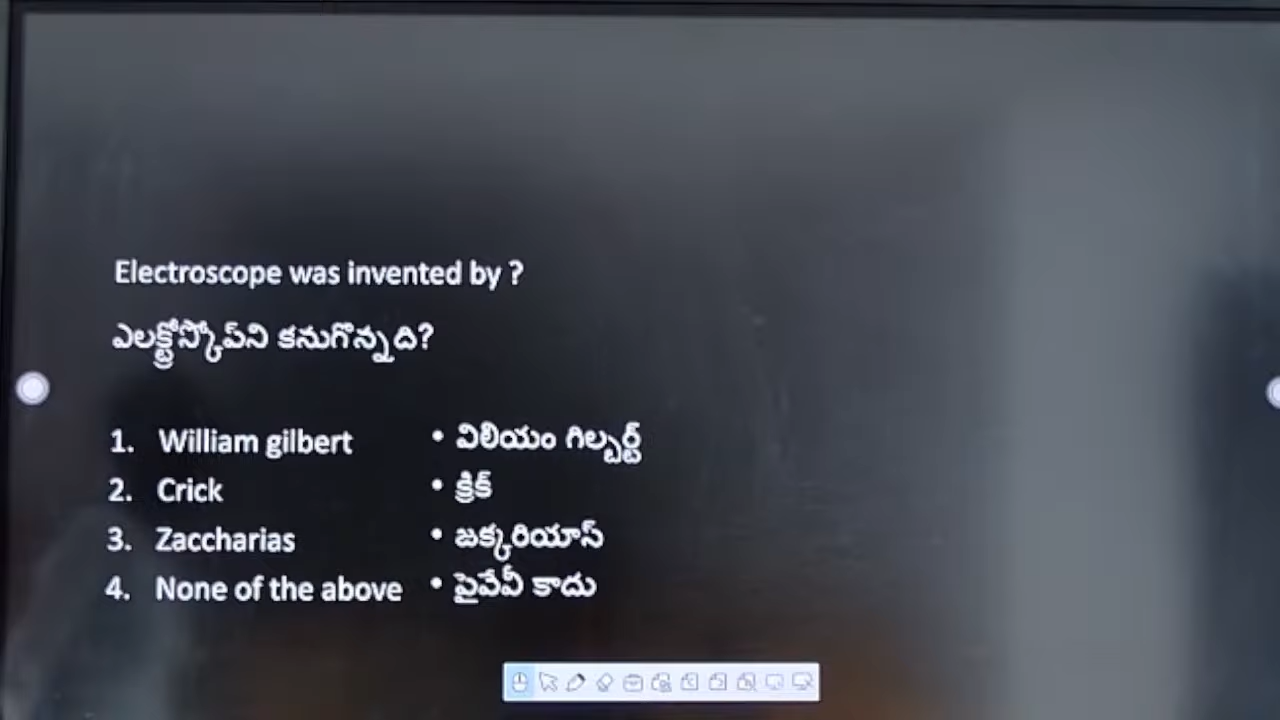 Electroscope was invented by ?
ఎలక్ట్రోస్కోప్‌ని కనుగొన్నది?
1. William gilbert • విలియం గిల్బర్ట్
2. Crick • క్రిక్
3. Zaccharias • జక్కరియాస్
4. None of the above • పైవేవీ కాదు